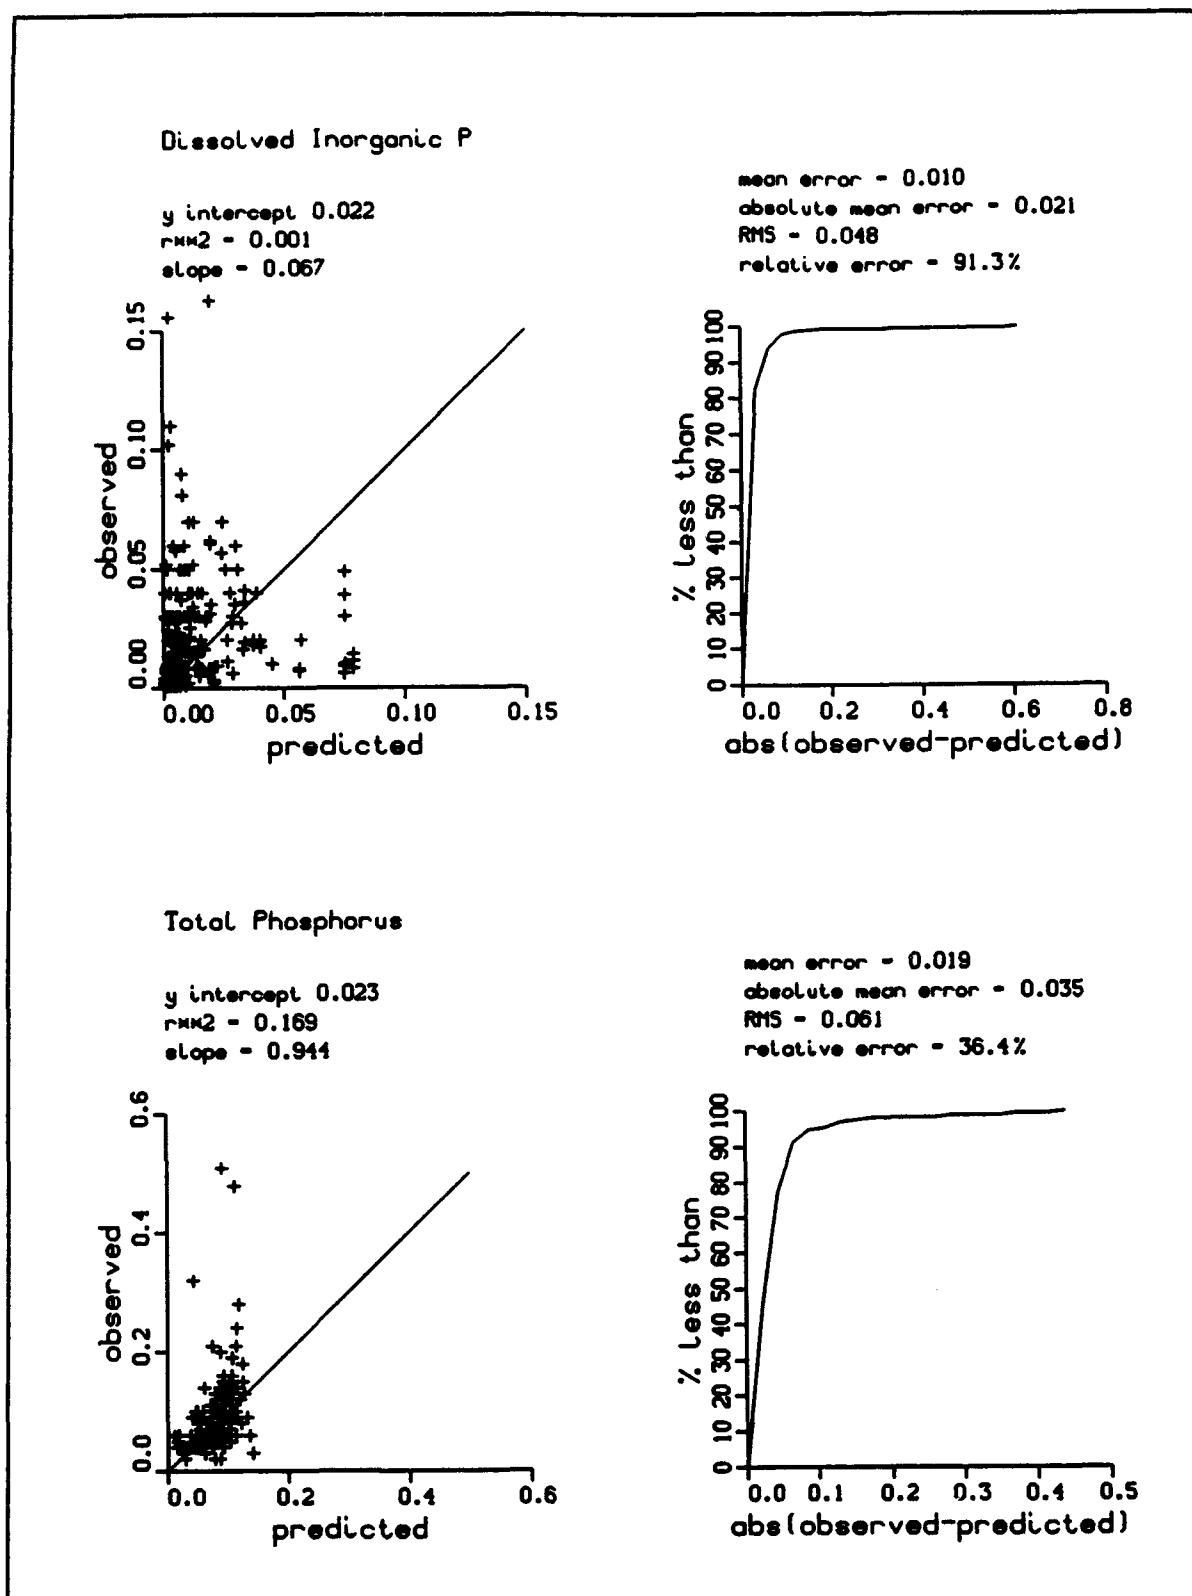 Dissolved Inorganic P
y intercept 0.022
r**2 = 0.001
slope = 0.067
0.15
0.10
0.05
0.00
observed
0.00 0.05 0.10 0.15
predicted
mean error = 0.010
absolute mean error = 0.021
RMS = 0.048
relative error = 91.3%
100
90
80
70
60
50
40
30
20
10
0
% less than
0.0 0.2 0.4 0.6 0.8
abs(observed-predicted)
Total Phosphorus
y intercept 0.023
r**2 = 0.169
slope = 0.944
0.6
0.4
0.2
0.0
observed
0.0 0.2 0.4 0.6
predicted
mean error = 0.019
absolute mean error = 0.035
RMS = 0.061
relative error = 36.4%
100
90
80
70
60
50
40
30
20
10
0
% less than
0.0 0.1 0.2 0.3 0.4 0.5
abs(observed-predicted)